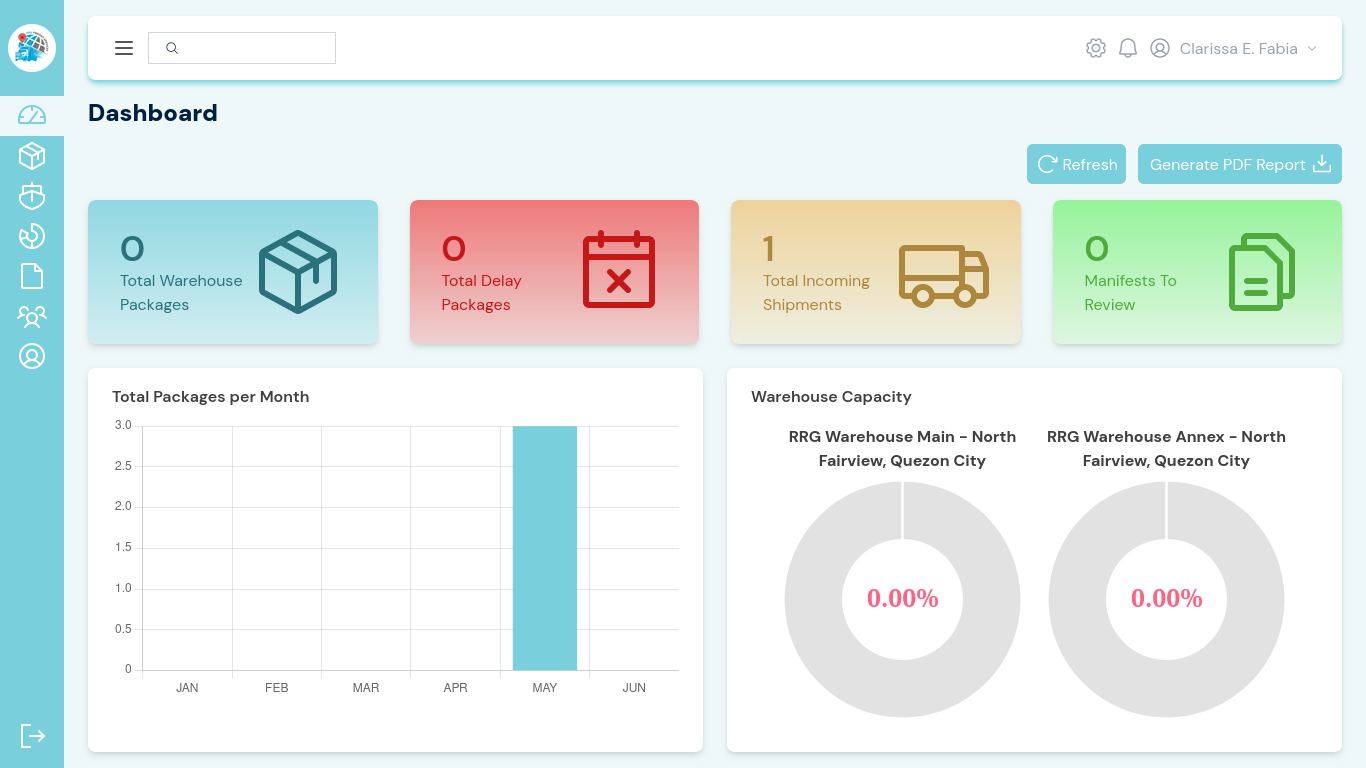 Clarissa E. Fabia
Dashboard
Refresh
Generate PDF Report
0
Total Warehouse
Packages
0
Total Delay
Packages
1
Total Incoming
Shipments
0
Manifests To
Review
Total Packages per Month
3.0
2.5
2.0
1.5
1.0
0.5
0
JAN FEB MAR APR MAY JUN
Warehouse Capacity
RRG Warehouse Main - North
Fairview, Quezon City
0.00%
RRG Warehouse Annex - North
Fairview, Quezon City
0.00%